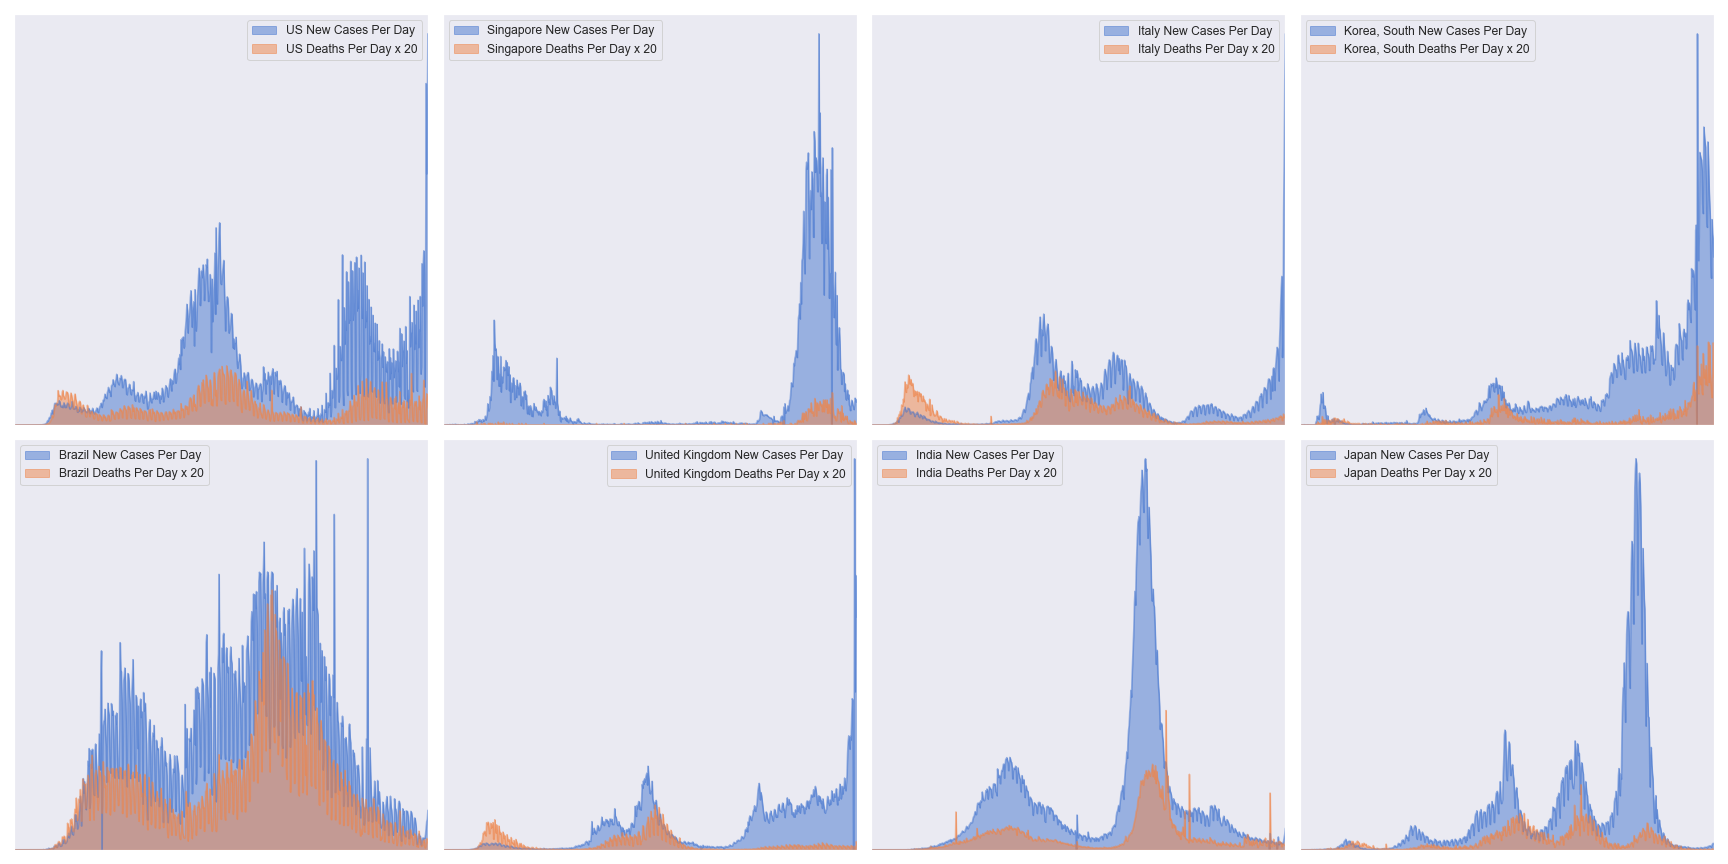 US New Cases Per Day
US Deaths Per Day x 20
Singapore New Cases Per Day
Singapore Deaths Per Day x 20
Italy New Cases Per Day
Italy Deaths Per Day x 20
Korea, South New Cases Per Day
Korea, South Deaths Per Day x 20
Brazil New Cases Per Day
Brazil Deaths Per Day x 20
United Kingdom New Cases Per Day
United Kingdom Deaths Per Day x 20
India New Cases Per Day
India Deaths Per Day x 20
Japan New Cases Per Day
Japan Deaths Per Day x 20